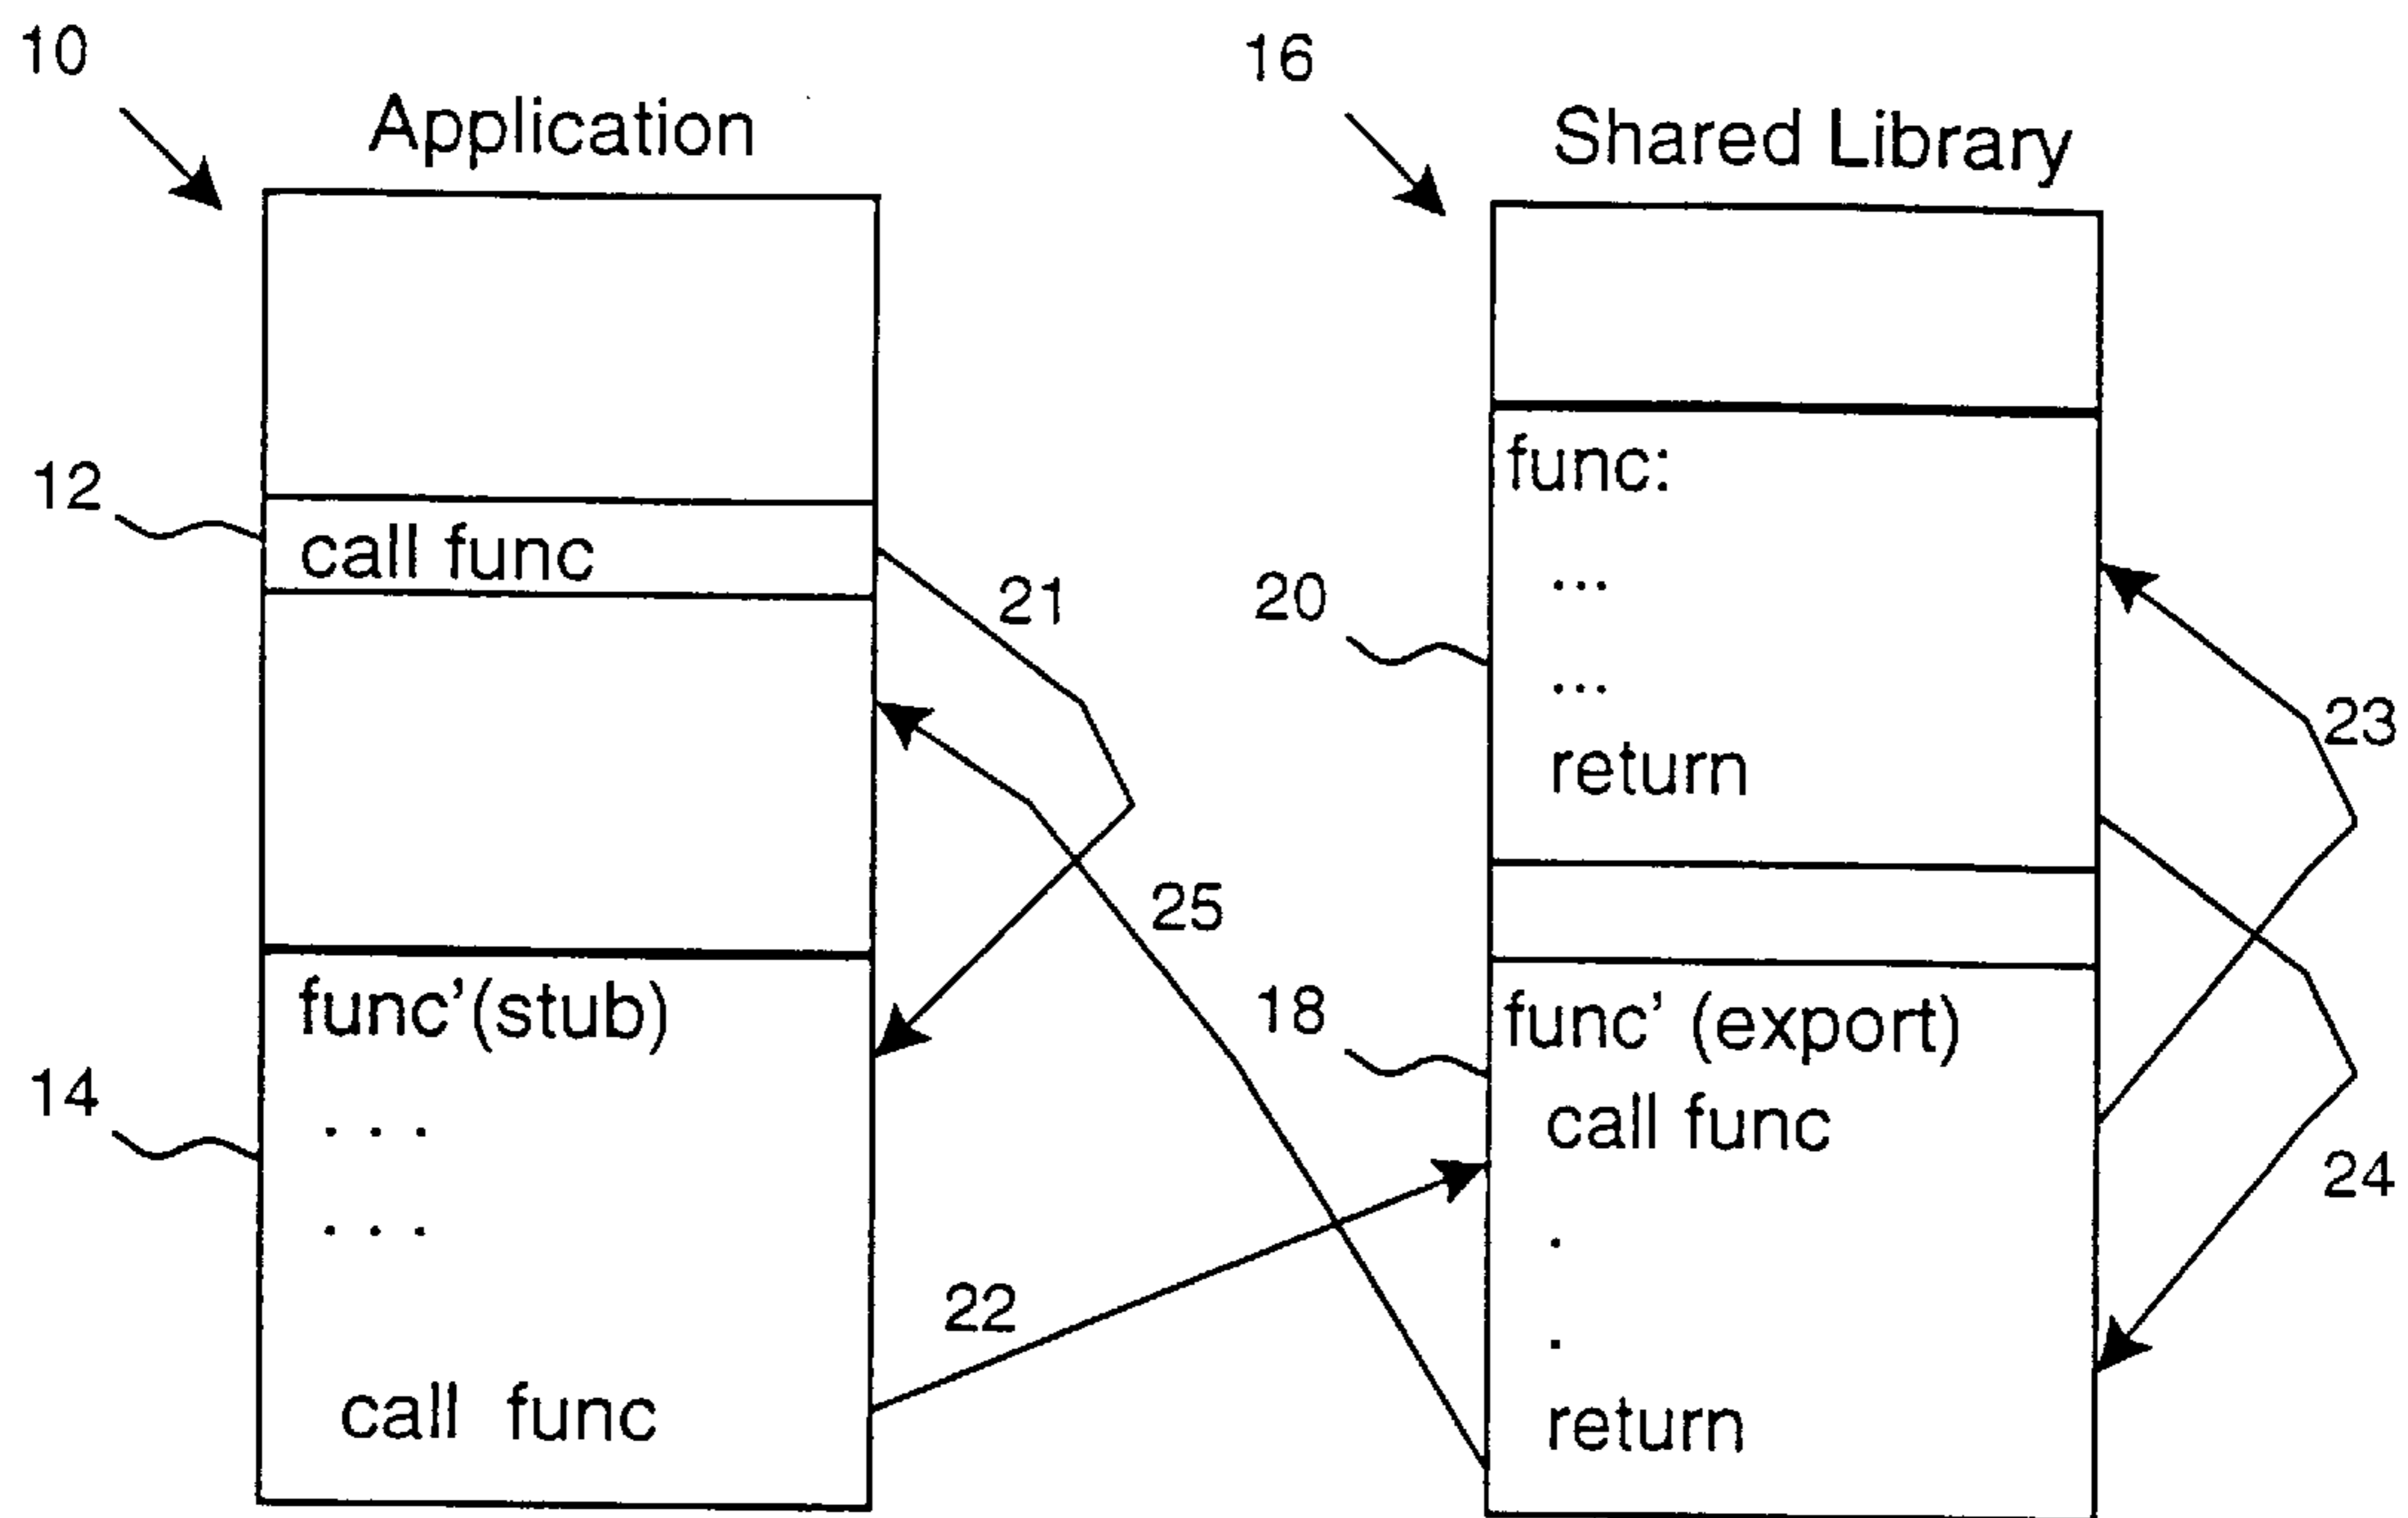 10
Application
12
call func
21
25
func'(stub)
14
. . .
. . .
call func
22
16
Shared Library
func:
...
20
...
return
23
18
func' (export)
call func
.
.
return
24